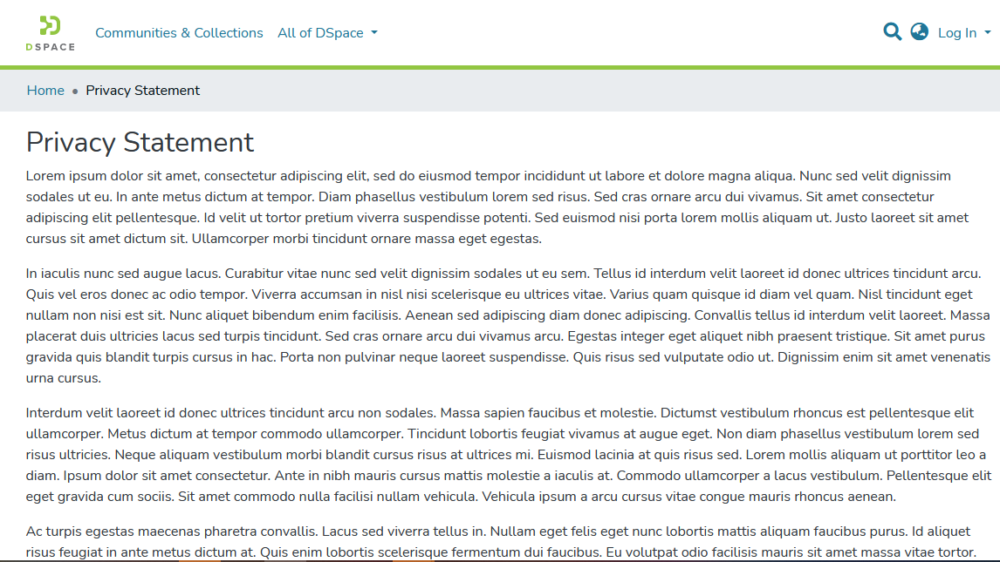 DSPACE
Communities & Collections All of DSpace Log In
Home • Privacy Statement
Privacy Statement
Lorem ipsum dolor sit amet, consectetur adipiscing elit, sed do eiusmod tempor incididunt ut labore et dolore magna aliqua. Nunc sed velit dignissim
sodales ut eu. In ante metus dictum at tempor. Diam phasellus vestibulum lorem sed risus. Sed cras ornare arcu dui vivamus. Sit amet consectetur
adipiscing elit pellentesque. Id velit ut tortor pretium viverra suspendisse potenti. Sed euismod nisi porta lorem mollis aliquam ut. Justo laoreet sit amet
cursus sit amet dictum sit. Ullamcorper morbi tincidunt ornare massa eget egestas.
In iaculis nunc sed augue lacus. Curabitur vitae nunc sed velit dignissim sodales ut eu sem. Tellus id interdum velit laoreet id donec ultrices tincidunt arcu.
Quis vel eros donec ac odio tempor. Viverra accumsan in nisl nisi scelerisque eu ultrices vitae. Varius quam quisque id diam vel quam. Nisl tincidunt eget
nullam non nisi est sit. Nunc aliquet bibendum enim facilisis. Aenean sed adipiscing diam donec adipiscing. Convallis tellus id interdum velit laoreet. Massa
placerat duis ultricies lacus sed turpis tincidunt. Sed cras ornare arcu dui vivamus arcu. Egestas integer eget aliquet nibh praesent tristique. Sit amet purus
gravida quis blandit turpis cursus in hac. Porta non pulvinar neque laoreet suspendisse. Quis risus sed vulputate odio ut. Dignissim enim sit amet venenatis
urna cursus.
Interdum velit laoreet id donec ultrices tincidunt arcu non sodales. Massa sapien faucibus et molestie. Dictumst vestibulum rhoncus est pellentesque elit
ullamcorper. Metus dictum at tempor commodo ullamcorper. Tincidunt lobortis feugiat vivamus at augue eget. Non diam phasellus vestibulum lorem sed
risus ultricies. Neque aliquam vestibulum morbi blandit cursus risus at ultrices mi. Euismod lacinia at quis risus sed. Lorem mollis aliquam ut porttitor leo a
diam. Ipsum dolor sit amet consectetur. Ante in nibh mauris cursus mattis molestie a iaculis at. Commodo ullamcorper a lacus vestibulum. Pellentesque elit
eget gravida cum sociis. Sit amet commodo nulla facilisi nullam vehicula. Vehicula ipsum a arcu cursus vitae congue mauris rhoncus aenean.
Ac turpis egestas maecenas pharetra convallis. Lacus sed viverra tellus in. Nullam eget felis eget nunc lobortis mattis aliquam faucibus purus. Id aliquet
risus feugiat in ante metus dictum at. Quis enim lobortis scelerisque fermentum dui faucibus. Eu volutpat odio facilisis mauris sit amet massa vitae tortor.